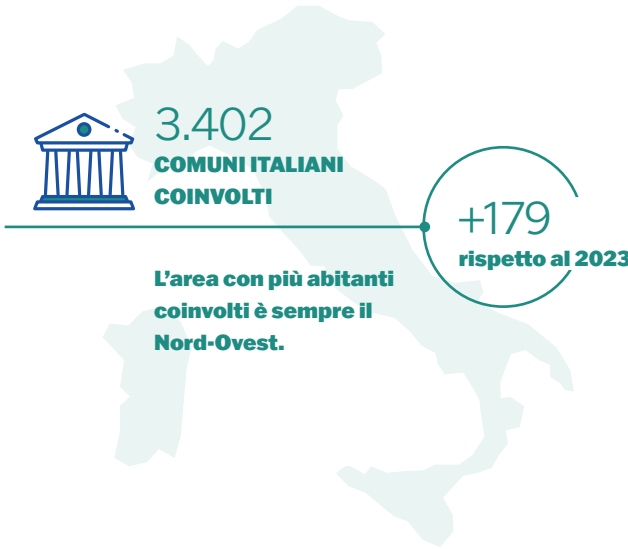 3.402
COMUNI ITALIANI
COINVOLTI
+179
rispetto al 2023
L’area con più abitanti
coinvolti è sempre il
Nord-Ovest.